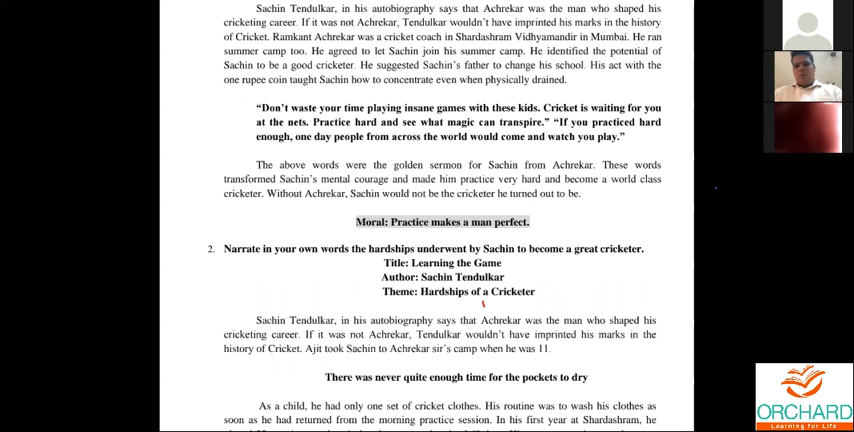 Sachin Tendulkar, in his autobiography says that Achrekar was the man who shaped his
cricketing career. If it was not Achrekar, Tendulkar wouldn't have imprinted his marks in the history
of Cricket. Ramkant Achrekar was a cricket coach in Shardashram Vidhyamandir in Mumbai. He ran
summer camp too. He agreed to let Sachin join his summer camp. He identified the potential of
Sachin to be a good cricketer. He suggested Sachin's father to change his school. His act with the
one rupee coin taught Sachin how to concentrate even when physically drained.
“Don't waste your time playing insane games with these kids. Cricket is waiting for you
at the nets. Practice hard and see what magic can transpire.” “If you practiced hard
enough, one day people from across the world would come and watch you play.”
The above words were the golden sermon for Sachin from Achrekar. These words
transformed Sachin's mental courage and made him practice very hard and become a world class
cricketer. Without Achrekar, Sachin would not be the cricketer he turned out to be.
Moral: Practice makes a man perfect.
2. Narrate in your own words the hardships underwent by Sachin to become a great cricketer.
Title: Learning the Game
Author: Sachin Tendulkar
Theme: Hardships of a Cricketer
Sachin Tendulkar, in his autobiography says that Achrekar was the man who shaped his
cricketing career. If it was not Achrekar, Tendulkar wouldn't have imprinted his marks in the
history of Cricket. Ajit took Sachin to Achrekar sir's camp when he was 11.
There was never quite enough time for the pockets to dry
As a child, he had only one set of cricket clothes. His routine was to wash his clothes as
soon as he had returned from the morning practice session. In his first year at Shardashram, he
ORCHARD
Learning for Life